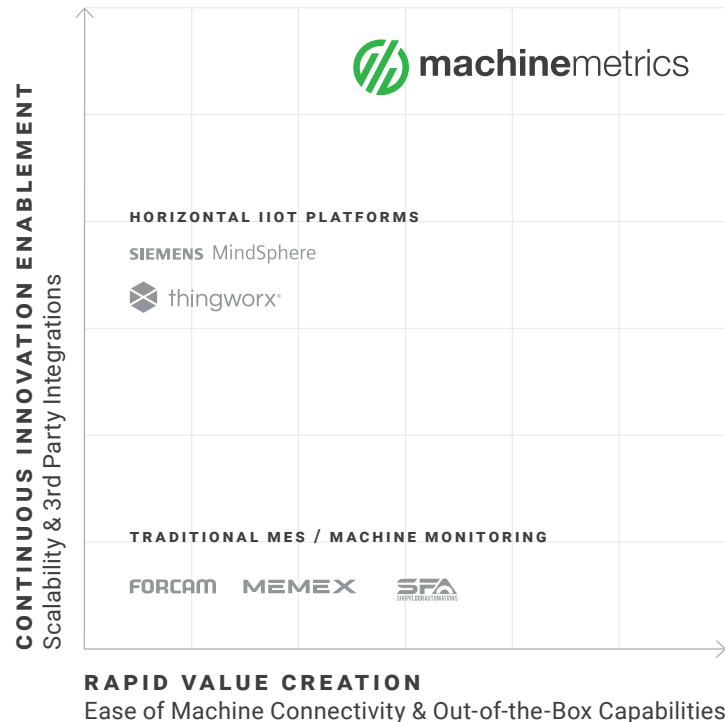 machinemetrics
CONTINUOUS INNOVATION ENABLEMENT
Scalability & 3rd Party Integrations
HORIZONTAL IIOT PLATFORMS
SIEMENS MindSphere
thingworx®
TRADITIONAL MES / MACHINE MONITORING
FORCAM MEMEX SFA
SHOPFLOORAUTOMATIONS
RAPID VALUE CREATION
Ease of Machine Connectivity & Out-of-the-Box Capabilities